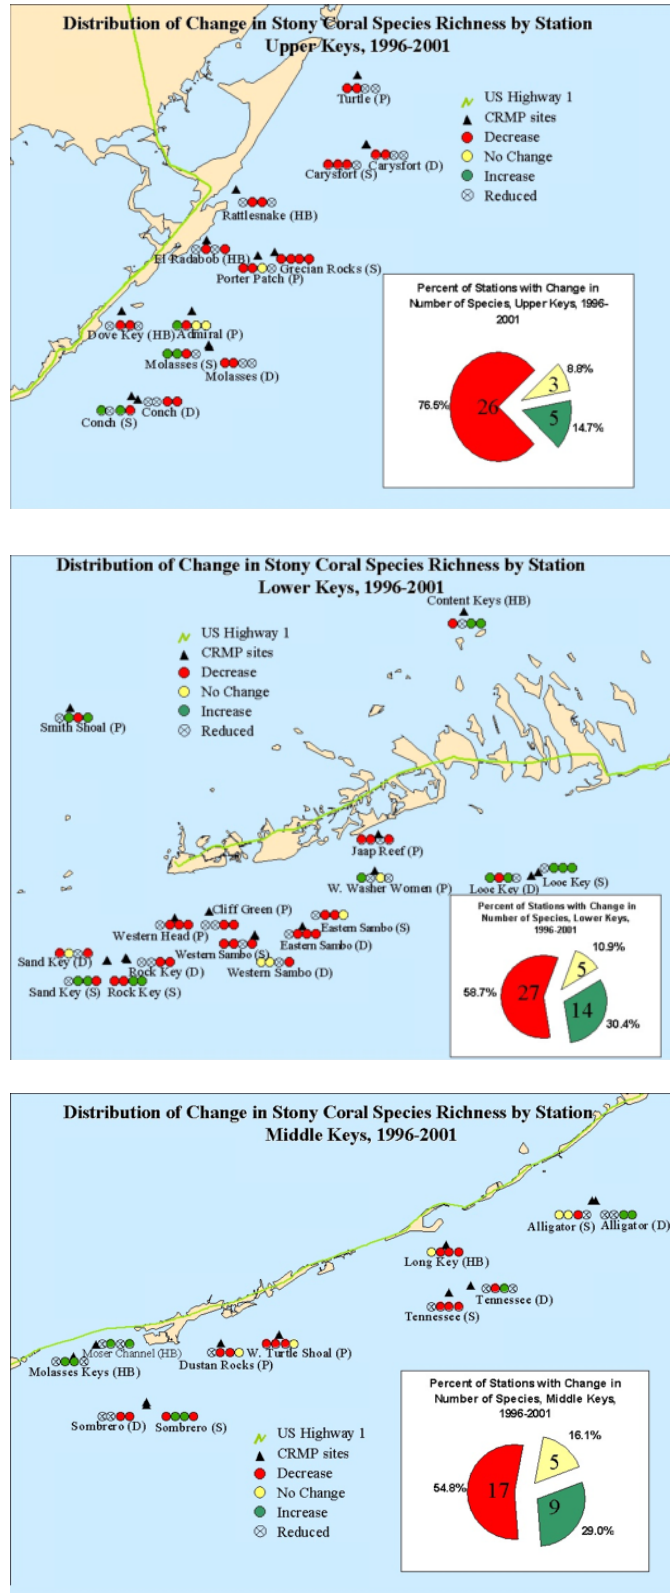 Distribution of Change in Stony Coral Species Richness by Station
Upper Keys, 1996-2001
Turtle (P)
US Highway 1
CRMP sites
Decrease
No Change
Increase
Reduced
Carysfort (D)
Carysfort (S)
Rattlesnake (HB)
El Radabob (HB)
Grecian Rocks (S)
Porter Patch (P)
Dove Key (HB)
Admiral (P)
Molasses (S)
Molasses (D)
Conch (D)
Conch (S)
Percent of Stations with Change in
Number of Species, Upper Keys, 1996-
2001
8.8%
3
76.5%
26
5
14.7%
Distribution of Change in Stony Coral Species Richness by Station
Lower Keys, 1996-2001
Content Keys (HB)
US Highway 1
CRMP sites
Decrease
No Change
Increase
Reduced
Smith Shoal (P)
Jaap Reef (P)
W. Washer Women (P)
Looe Key (D)
Looe Key (S)
Cliff Green (P)
Western Head (P)
Eastern Sambo (S)
Eastern Sambo (D)
Western Sambo (S)
Sand Key (D)
Rock Key (D)
Western Sambo (D)
Sand Key (S)
Rock Key (S)
Percent of Stations with Change in
Number of Species, Lower Keys,
1996-2001
10.9%
5
58.7%
27
14
30.4%
Distribution of Change in Stony Coral Species Richness by Station,
Middle Keys, 1996-2001
Alligator (S)
Alligator (D)
Long Key (HB)
Tennessee (D)
Tennessee (S)
Moser Channel (HB)
W. Turtle Shoal (P)
Molasses Keys (HB)
Dustan Rocks (P)
Sombrero (D)
Sombrero (S)
US Highway 1
CRMP sites
Decrease
No Change
Increase
Reduced
Percent of Stations with Change in
Number of Species, Middle Keys,
1996-2001
16.1%
5
54.8%
17
9
29.0%